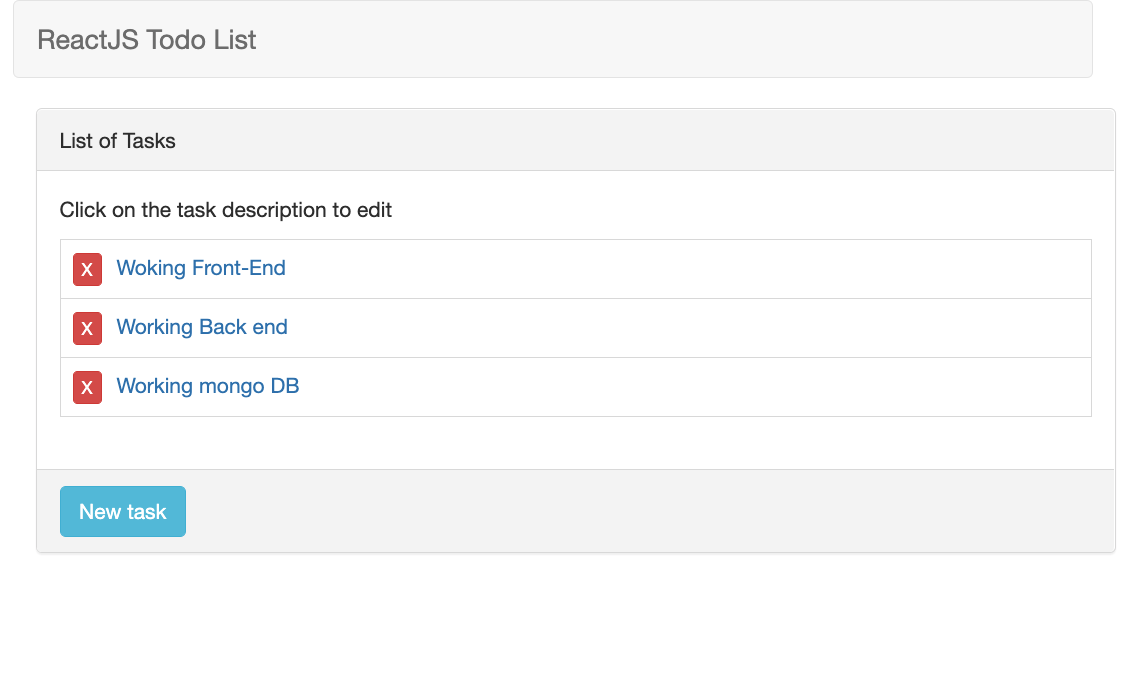 ReactJS Todo List
List of Tasks
Click on the task description to edit
X Woking Front-End
X Working Back end
X Working mongo DB
New task